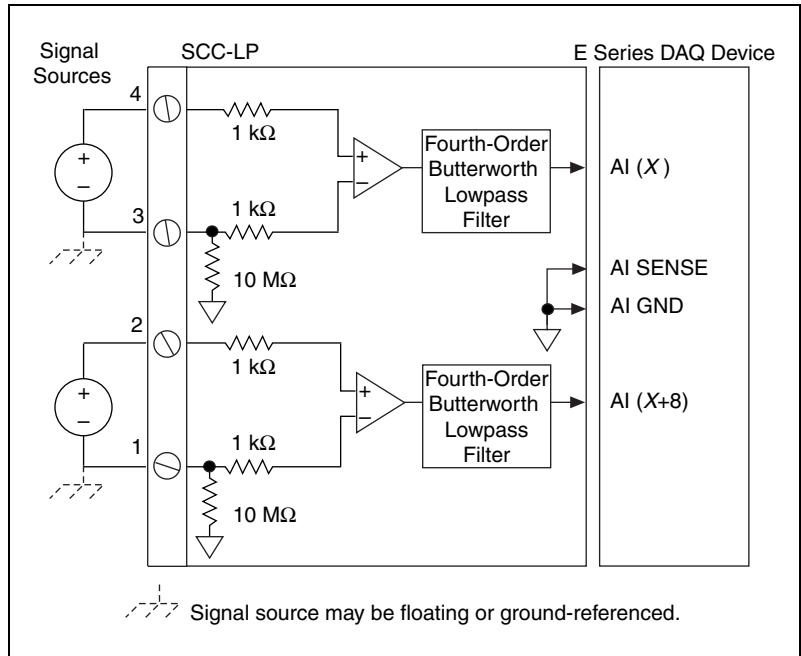 Signal
Sources
SCC-LP
E Series DAQ Device
4
1 kΩ
+
−
+
−
Fourth-Order
Butterworth
Lowpass
Filter
AI (X)
3
1 kΩ
10 MΩ
AI SENSE
AI GND
2
1 kΩ
+
−
+
−
Fourth-Order
Butterworth
Lowpass
Filter
AI (X+8)
1
1 kΩ
10 MΩ
Signal source may be floating or ground-referenced.